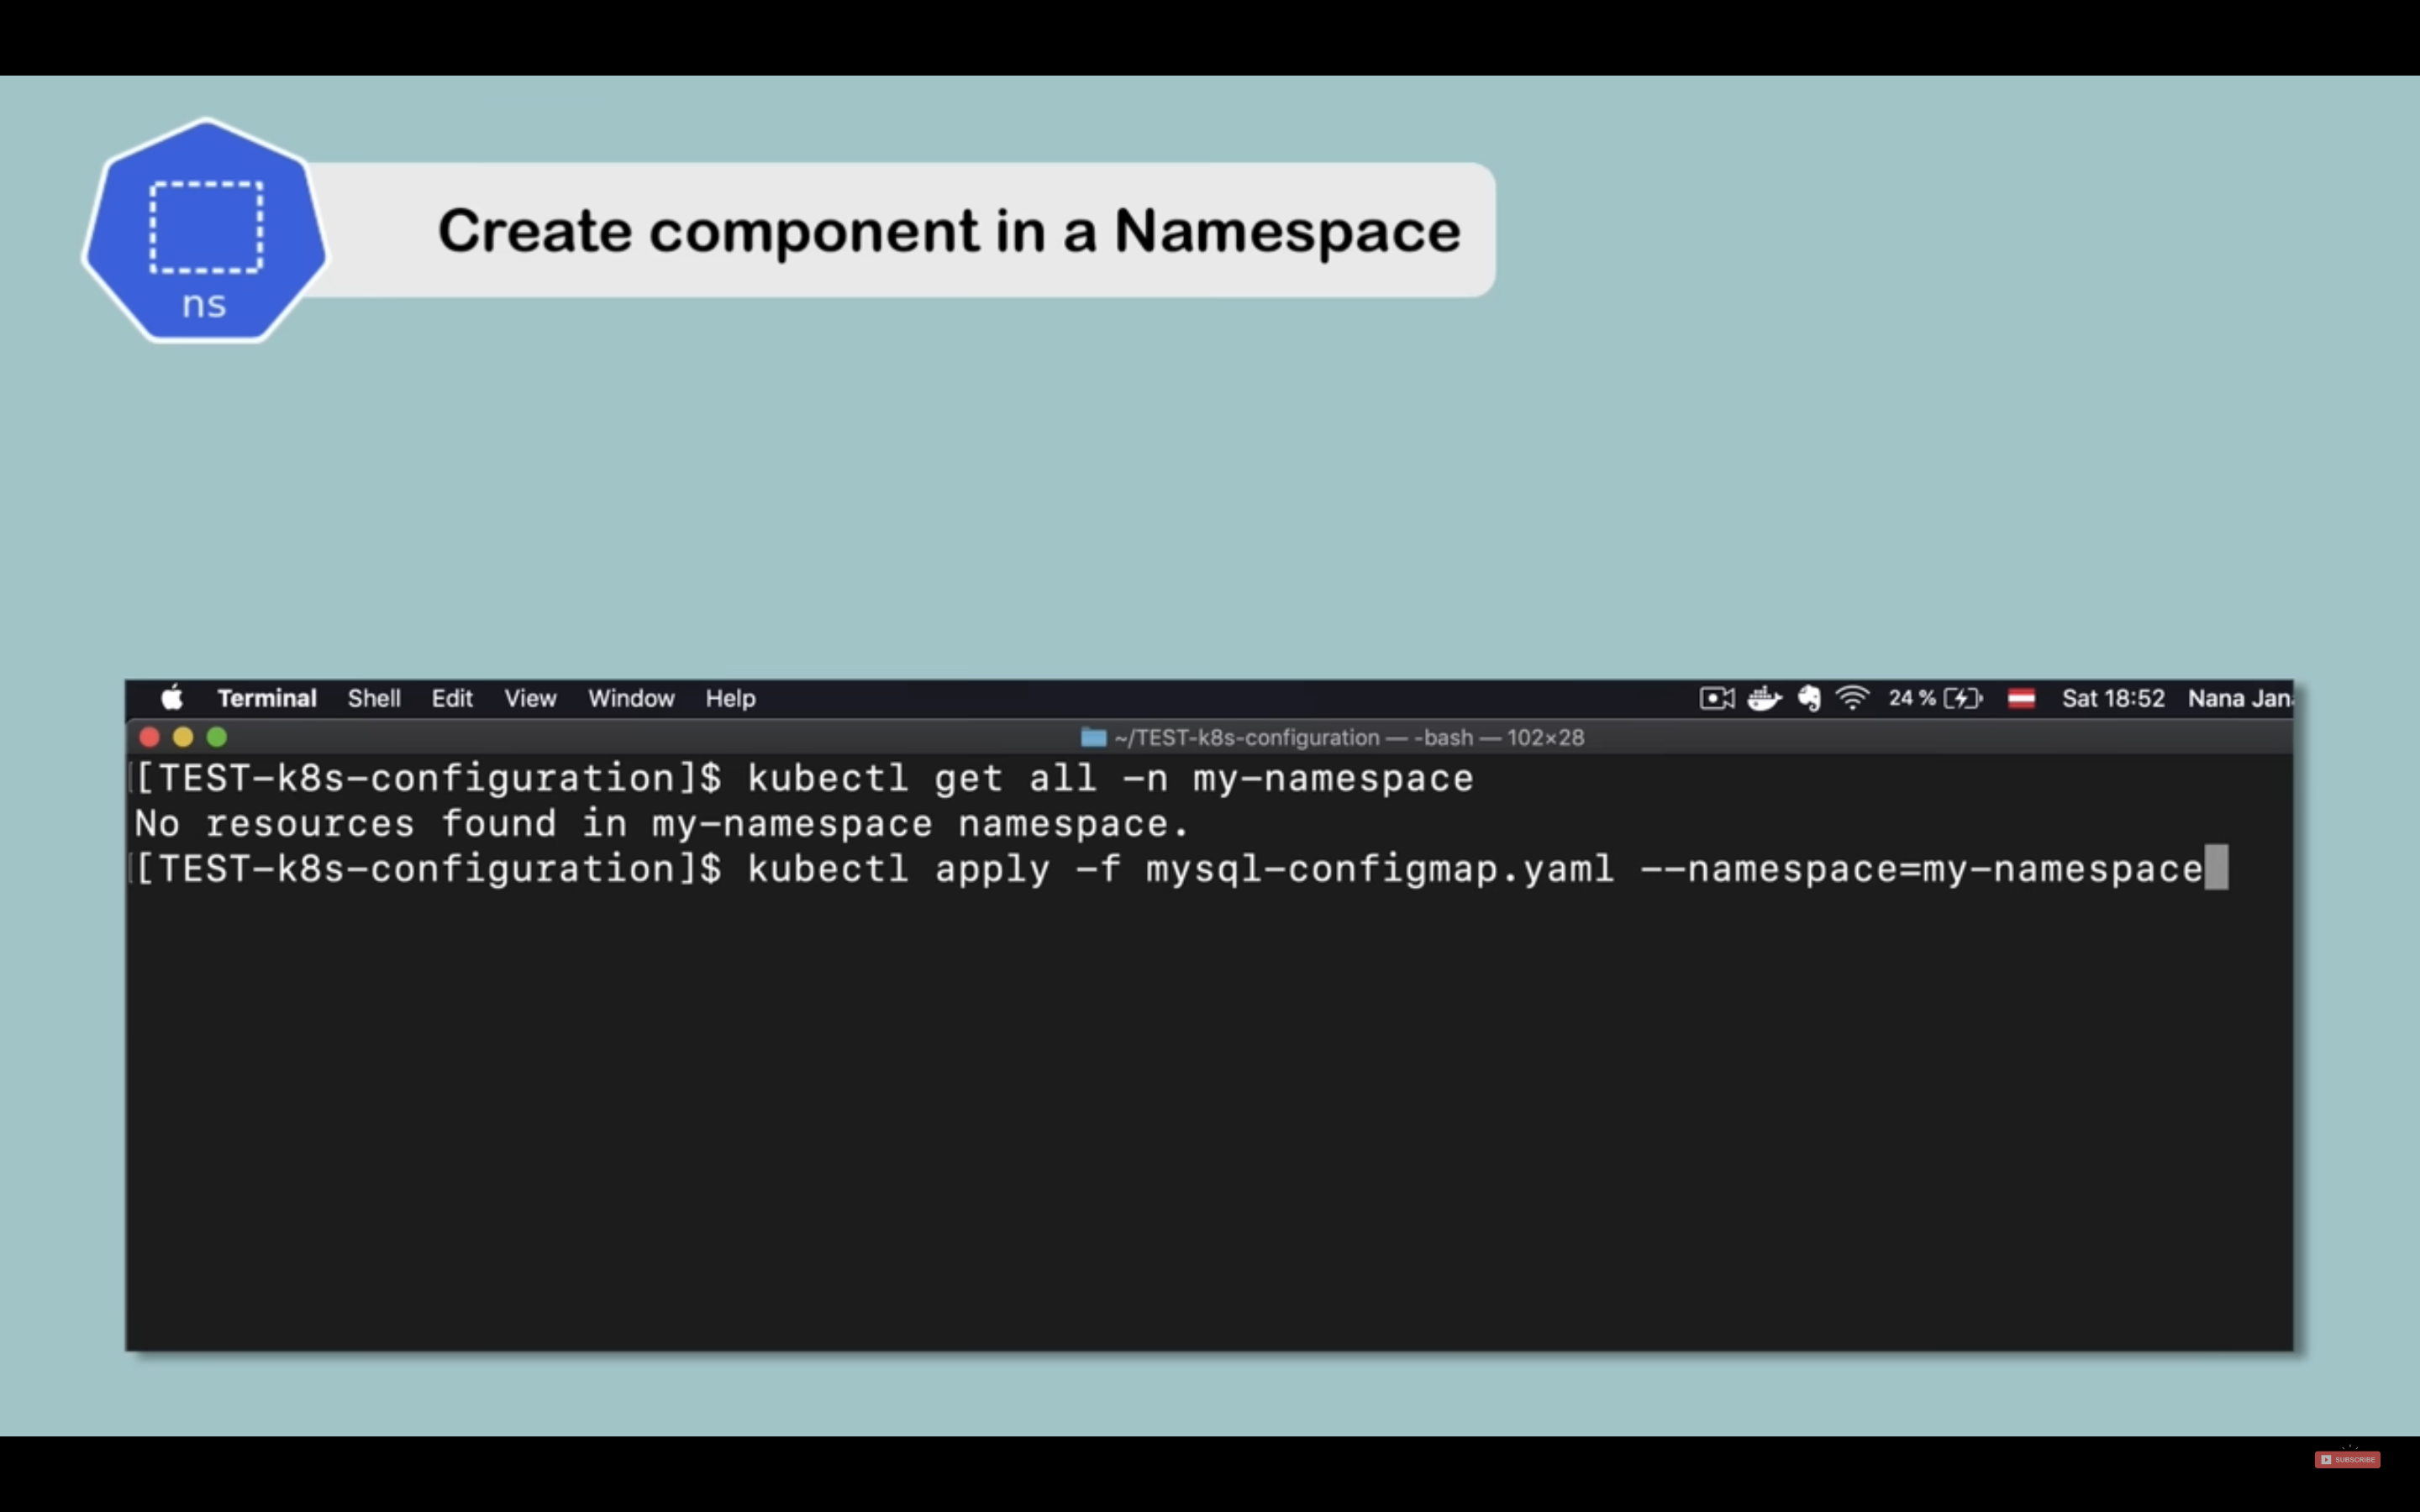 ns
Create component in a Namespace
Terminal Shell Edit View Window Help 24% Sat 18:52 Nana Jan
~/TEST-k8s-configuration — -bash — 102×28
[TEST-k8s-configuration]$ kubectl get all -n my-namespace
No resources found in my-namespace namespace.
[TEST-k8s-configuration]$ kubectl apply -f mysql-configmap.yaml --namespace=my-namespace
SUBSCRIBE